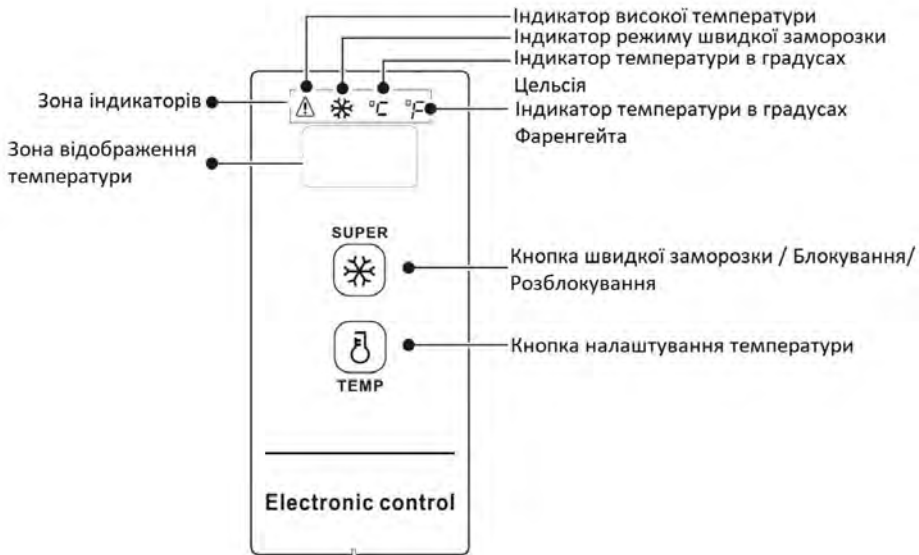 Індикатор високої температури
Індикатор режиму швидкої заморозки
Індикатор температури в градусах
Цельсія
Індикатор температури в градусах
Фаренгейта
Зона індикаторів
°C °F
Зона відображення
температури
SUPER
Кнопка швидкої заморозки / Блокування/
Розблокування
Кнопка налаштування температури
TEMP
Electronic control